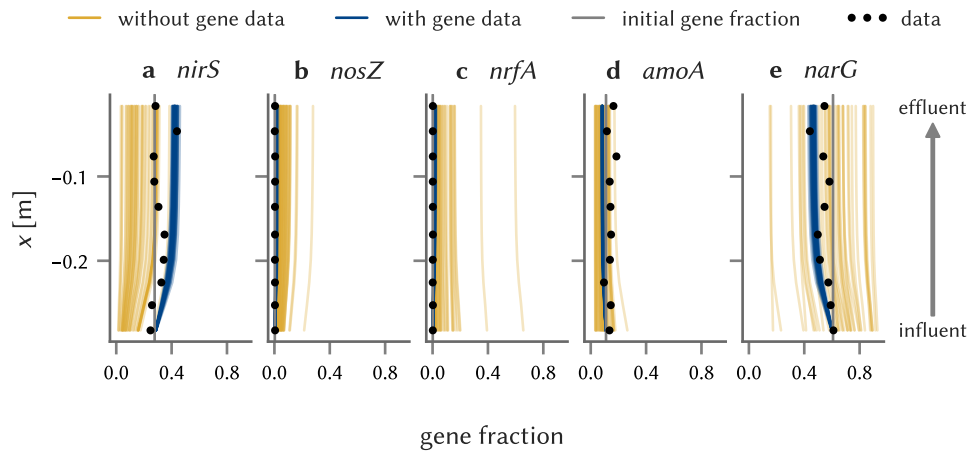 without gene data with gene data initial gene fraction data
a nirS b nosZ c nrfA d amoA e narG
effluent
−0.1
x [m]
−0.2
influent
0.0 0.4 0.8 0.0 0.4 0.8 0.0 0.4 0.8 0.0 0.4 0.8 0.0 0.4 0.8
gene fraction